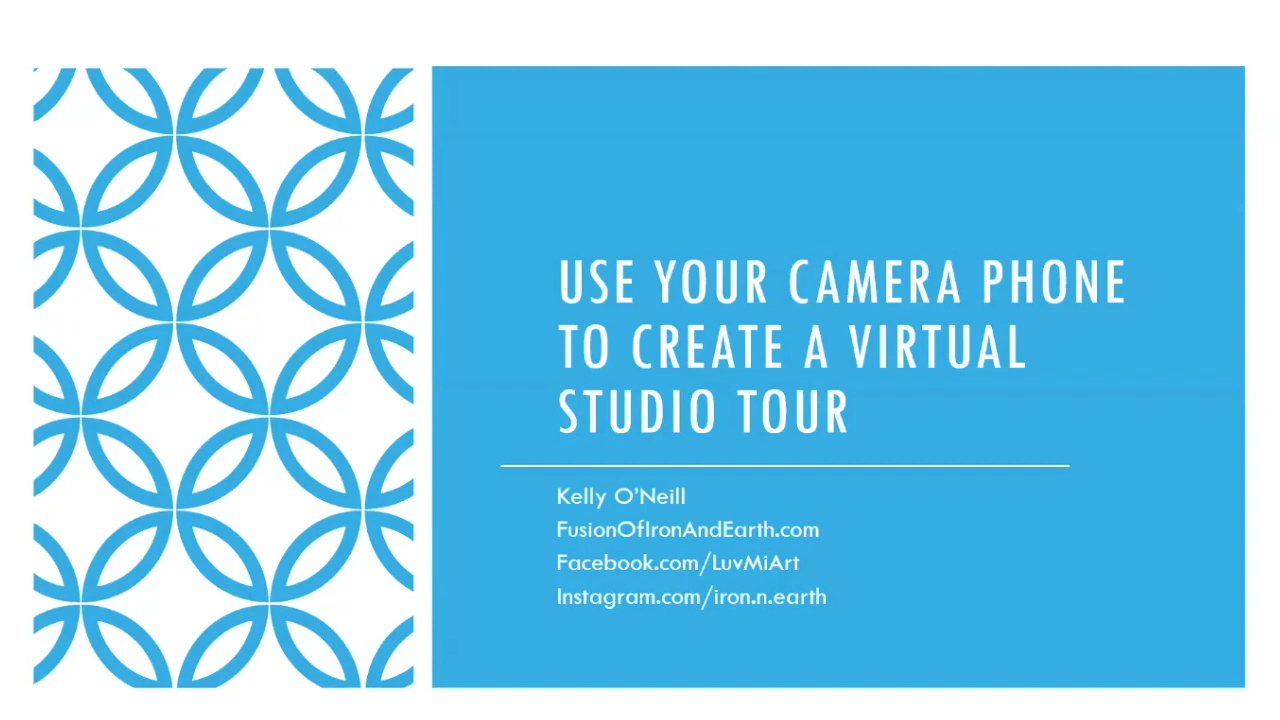 USE YOUR CAMERA PHONE
TO CREATE A VIRTUAL
STUDIO TOUR
Kelly O’Neill
FusionOfIronAndEarth.com
Facebook.com/LuvMiArt
Instagram.com/iron.n.earth